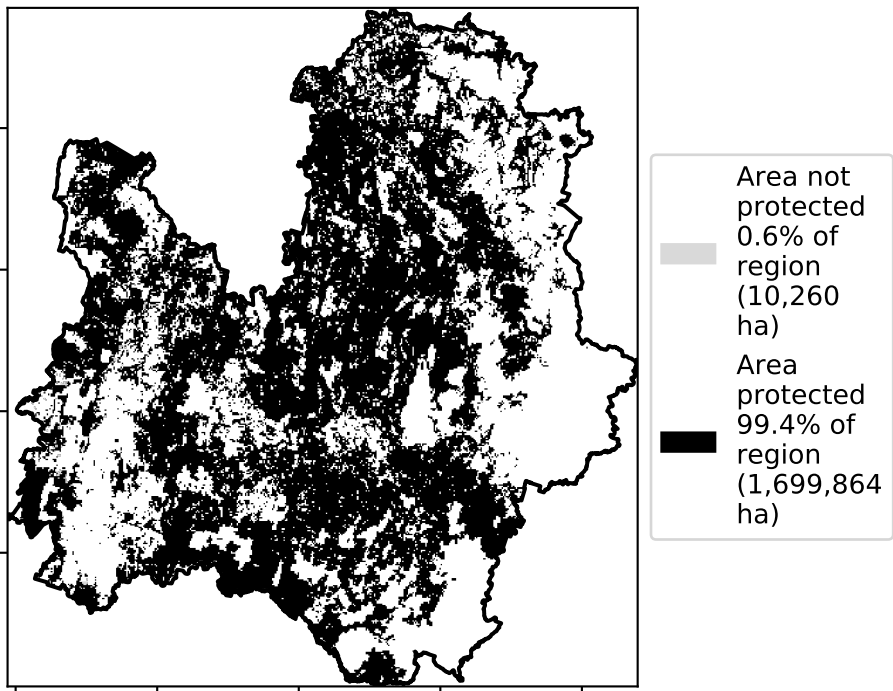 Area not
protected
0.6% of
region
(10,260
ha)
Area
protected
99.4% of
region
(1,699,864
ha)